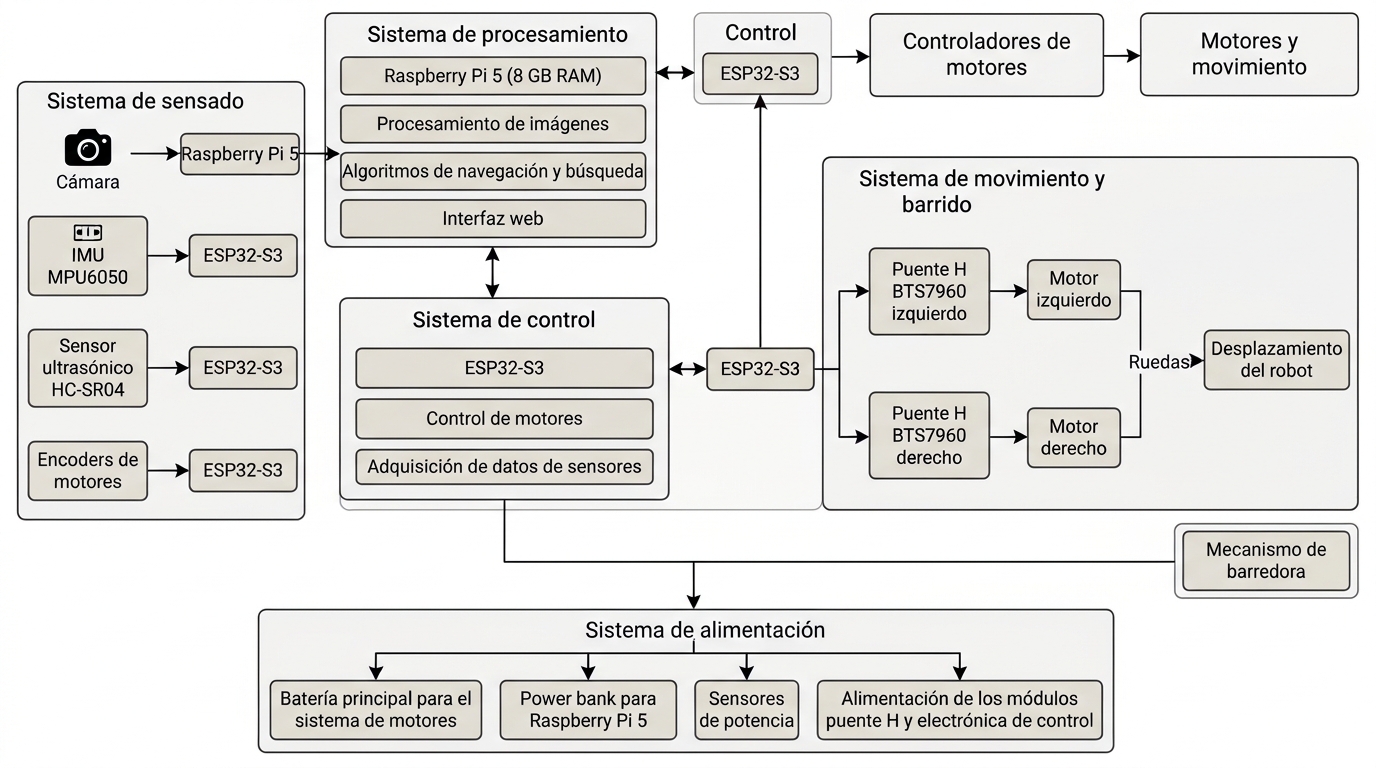 Sistema de sensado
Cámara
Raspberry Pi 5
IMU
MPU6050
ESP32-S3
Sensor
ultrasónico
HC-SR04
ESP32-S3
Encoders de
motores
ESP32-S3
Sistema de procesamiento
Raspberry Pi 5 (8 GB RAM)
Procesamiento de imágenes
Algoritmos de navegación y búsqueda
Interfaz web
Control
ESP32-S3
Controladores de
motores
Motores y
movimiento
Sistema de control
ESP32-S3
Control de motores
Adquisición de datos de sensores
ESP32-S3
Sistema de movimiento y
barrido
Puente H
BTS7960
izquierdo
Motor
izquierdo
Puente H
BTS7960
derecho
Motor
derecho
Ruedas
Desplazamiento
del robot
Mecanismo de
barredora
Sistema de alimentación
Batería principal para el
sistema de motores
Power bank para
Raspberry Pi 5
Sensores
de potencia
Alimentación de los módulos
puente H y electrónica de control